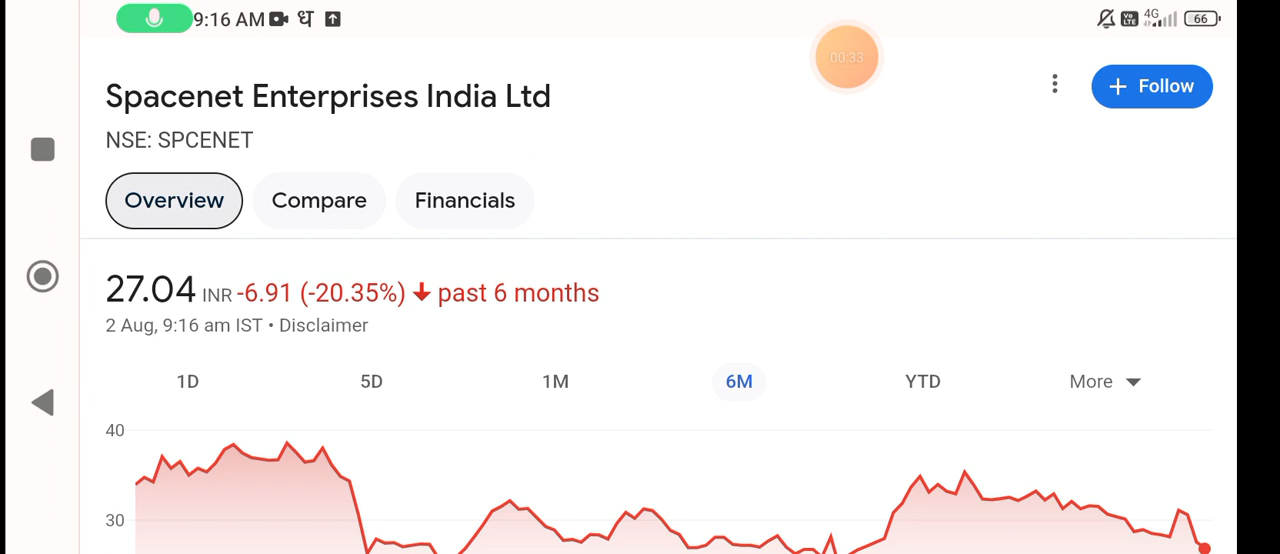 9:16 AM ध
4G
Vo LTE
66
00:33
Spacenet Enterprises India Ltd
+ Follow
NSE: SPCENET
Overview Compare Financials
27.04 INR -6.91 (-20.35%) ↓ past 6 months
2 Aug, 9:16 am IST • Disclaimer
1D 5D 1M 6M YTD More
40
30